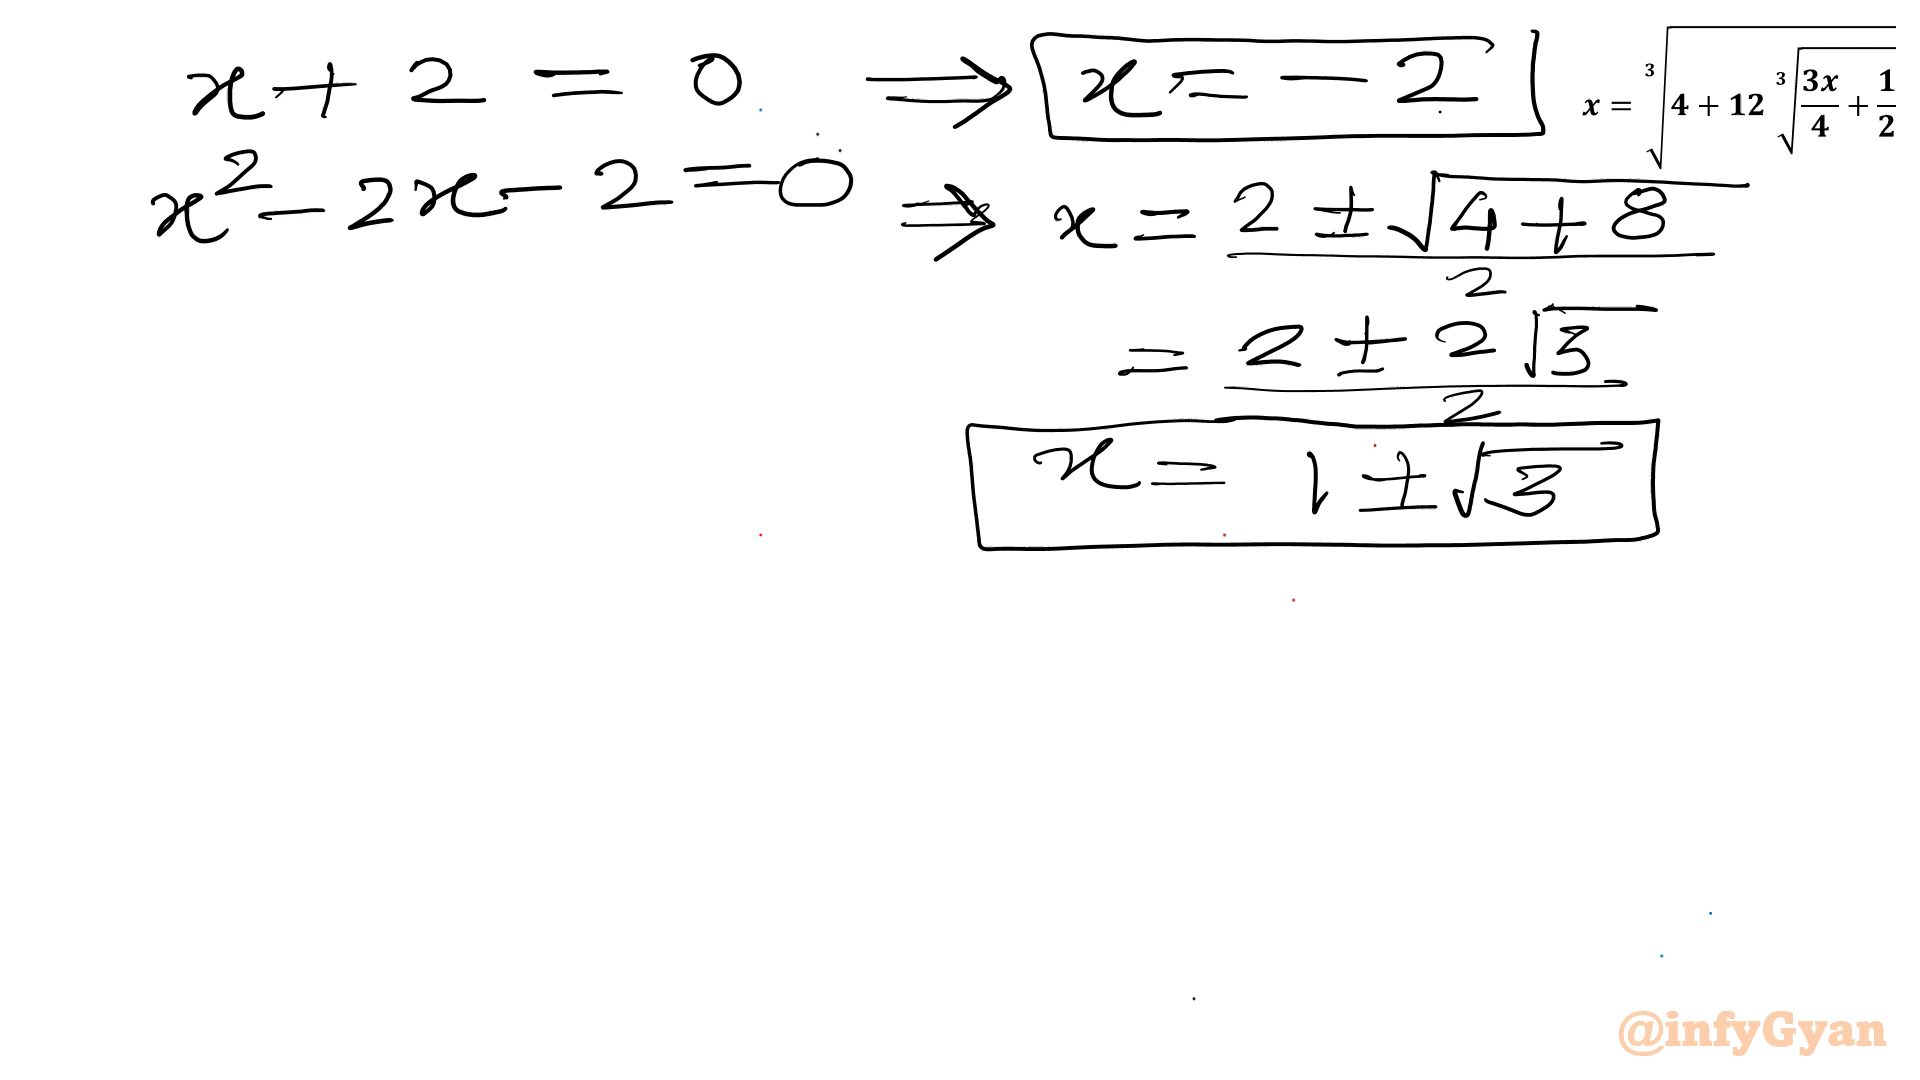 x + 2 = 0 ⇒ x = - 2
x = ∛(4 + 12 ∛(3x/4 + 1/2))
x² - 2x - 2 = 0 ⇒ x = (2 ± √(4 + 8))/2
= (2 ± 2√3)/2
x = 1 ± √3
@infyGyan